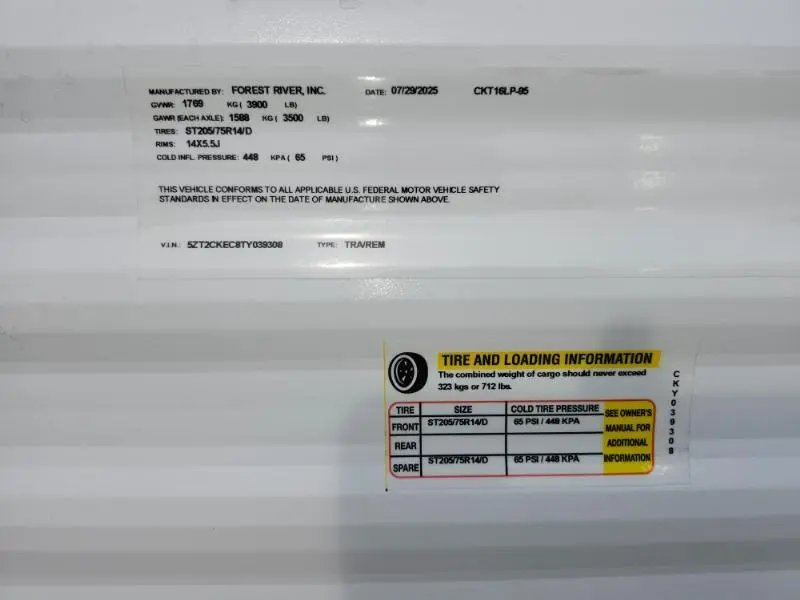 MANUFACTURED BY: FOREST RIVER, INC. DATE: 07/29/2025 CKT16LP-95
GVWR: 1769 KG ( 3900 LB)
GAWR (EACH AXLE): 1588 KG ( 3500 LB)
TIRES: ST205/75R14/D
RIMS: 14X5.5J
COLD INFL. PRESSURE: 448 KPA ( 65 PSI )
THIS VEHICLE CONFORMS TO ALL APPLICABLE U.S. FEDERAL MOTOR VEHICLE SAFETY
STANDARDS IN EFFECT ON THE DATE OF MANUFACTURE SHOWN ABOVE.
V.I.N.: 5ZT2CKEC8TY039308 TYPE: TRA/REM
TIRE AND LOADING INFORMATION
The combined weight of cargo should never exceed
323 kgs or 712 lbs.
TIRE SIZE COLD TIRE PRESSURE
FRONT ST205/75R14/D 65 PSI / 448 KPA
REAR
SPARE ST205/75R14/D 65 PSI / 448 KPA
SEE OWNER'S
MANUAL FOR
ADDITIONAL
INFORMATION
CKY039308